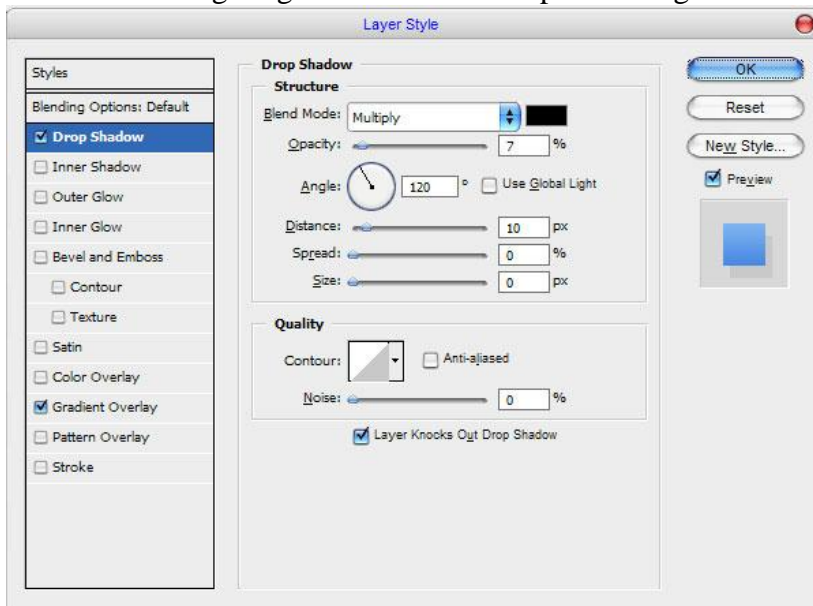 Layer Style
Styles
Blending Options: Default
Drop Shadow
Inner Shadow
Outer Glow
Inner Glow
Bevel and Emboss
Contour
Texture
Satin
Color Overlay
Gradient Overlay
Pattern Overlay
Stroke
Drop Shadow
Structure
Blend Mode: Multiply
Opacity: 7 %
Angle: 120 ° Use Global Light
Distance: 10 px
Spread: 0 %
Size: 0 px
Quality
Contour: Anti-aliased
Noise: 0 %
Layer Knocks Out Drop Shadow
OK
Reset
New Style...
Preview